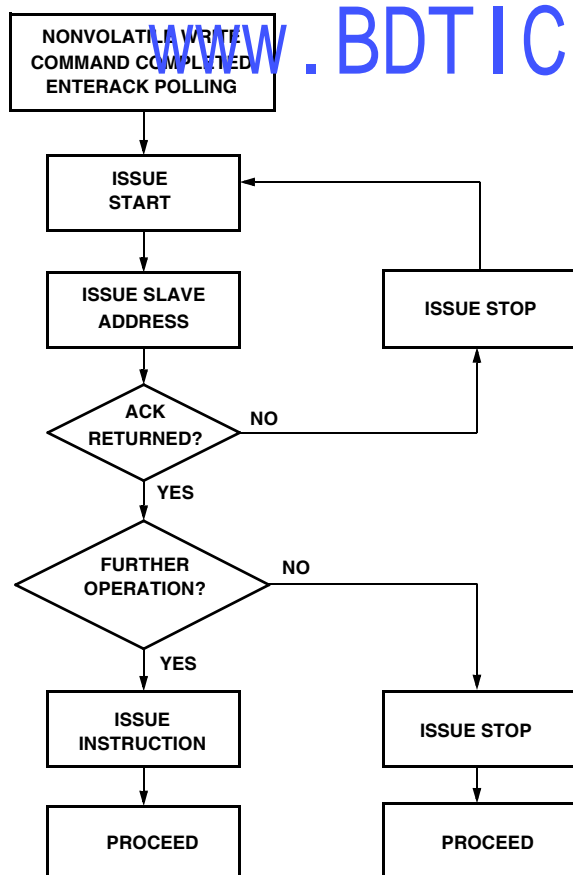 www.BDTIC
NONVOLATILE WRITE
COMMAND COMPLETED
ENTERACK POLLING
ISSUE
START
ISSUE SLAVE
ADDRESS
ISSUE STOP
ACK
RETURNED?
NO
YES
FURTHER
OPERATION?
NO
YES
ISSUE
INSTRUCTION
ISSUE STOP
PROCEED
PROCEED